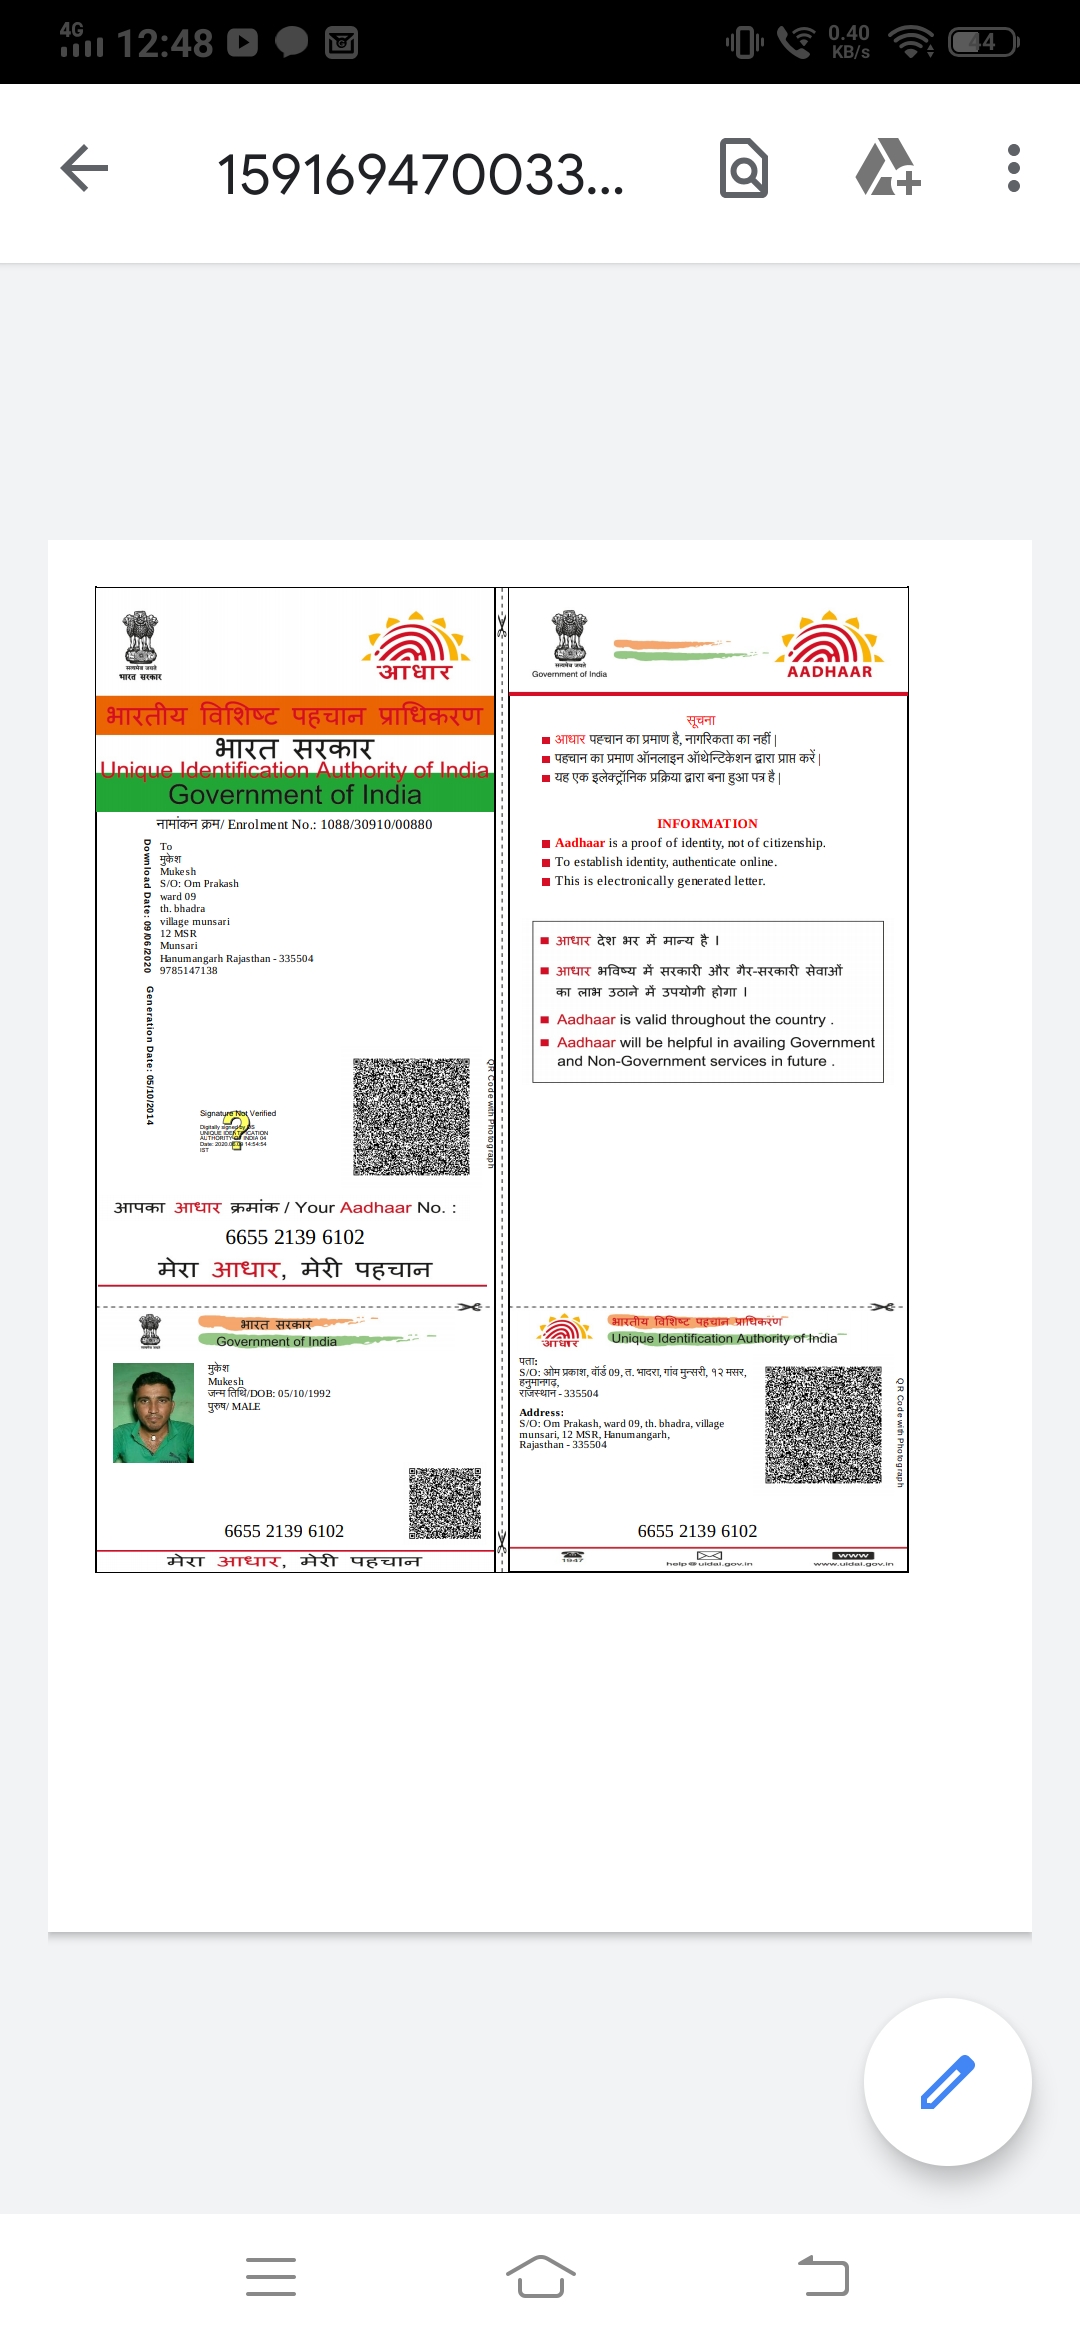 4G 12:48 0.40 KB/s 44
159169470033...
सत्यमेव जयते
भारत सरकार
आधार
भारतीय विशिष्ट पहचान प्राधिकरण
भारत सरकार
Unique Identification Authority of India
Government of India
नामांकन क्रम/ Enrolment No.: 1088/30910/00880
Download Date: 09/06/2020
Generation Date: 05/10/2014
To
मुकेश
Mukesh
S/O: Om Prakash
ward 09
th. bhadra
village munsari
12 MSR
Munsari
Hanumangarh Rajasthan - 335504
9785147138
Signature Not Verified
Digitally signed by DS
UNIQUE IDENTIFICATION
AUTHORITY OF INDIA 04
Date: 2020.06.09 14:54:54
IST
QR Code with Photograph
आपका आधार क्रमांक / Your Aadhaar No. :
6655 2139 6102
मेरा आधार, मेरी पहचान
सत्यमेव जयते
Government of India
AADHAAR
सूचना
आधार पहचान का प्रमाण है, नागरिकता का नहीं |
पहचान का प्रमाण ऑनलाइन ऑथेन्टिकेशन द्वारा प्राप्त करें |
यह एक इलेक्ट्रॉनिक प्रक्रिया द्वारा बना हुआ पत्र है |
INFORMATION
Aadhaar is a proof of identity, not of citizenship.
To establish identity, authenticate online.
This is electronically generated letter.
आधार देश भर में मान्य है ।
आधार भविष्य में सरकारी और गैर-सरकारी सेवाओं
का लाभ उठाने में उपयोगी होगा ।
Aadhaar is valid throughout the country .
Aadhaar will be helpful in availing Government
and Non-Government services in future .
भारत सरकार
Government of India
मुकेश
Mukesh
जन्म तिथि/DOB: 05/10/1992
पुरुष/ MALE
6655 2139 6102
मेरा आधार, मेरी पहचान
आधार
भारतीय विशिष्ट पहचान प्राधिकरण
Unique Identification Authority of India
पता:
S/O: ओम प्रकाश, वॉर्ड 09, त. भादरा, गांव मुन्सरी, १२ मसर,
हनुमानगढ़,
राजस्थान - 335504
Address:
S/O: Om Prakash, ward 09, th. bhadra, village
munsari, 12 MSR, Hanumangarh,
Rajasthan - 335504
QR Code with Photograph
6655 2139 6102
1947
help@uidai.gov.in
www
www.uidai.gov.in